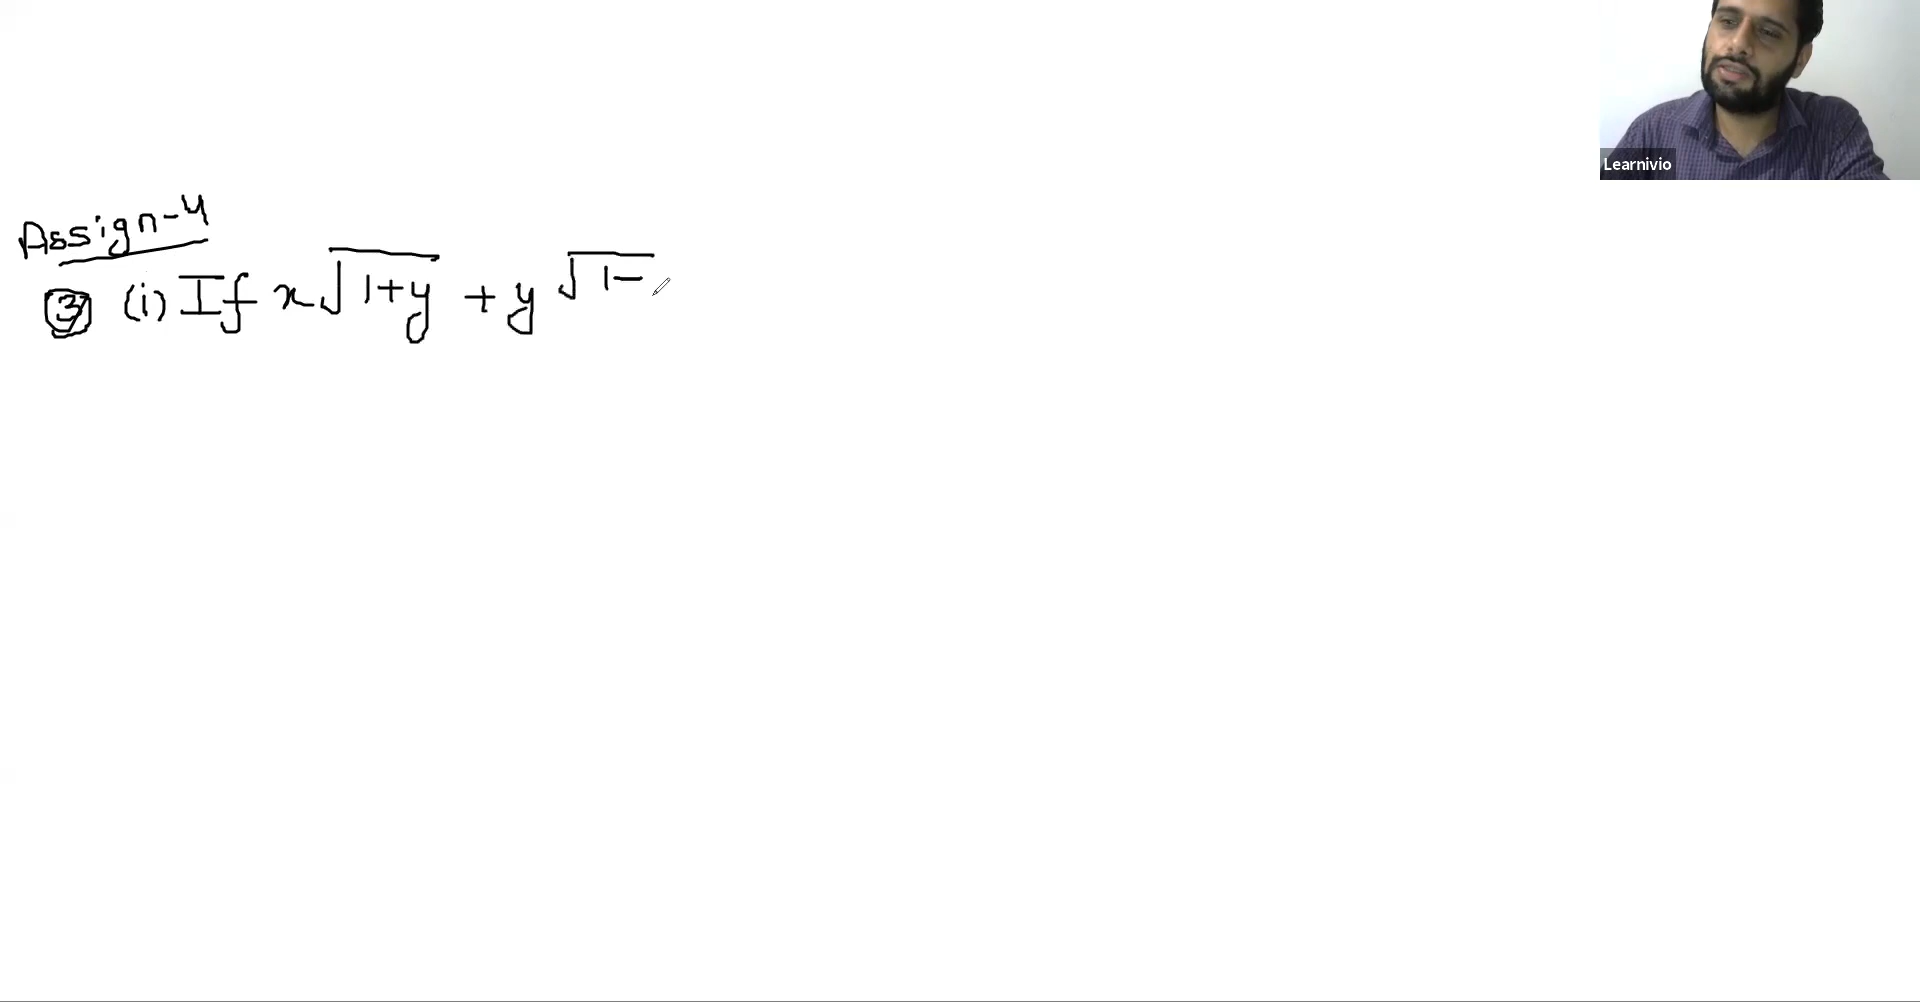 Learnivio
Assign-4
③ (i) If x√1+y + y √1-